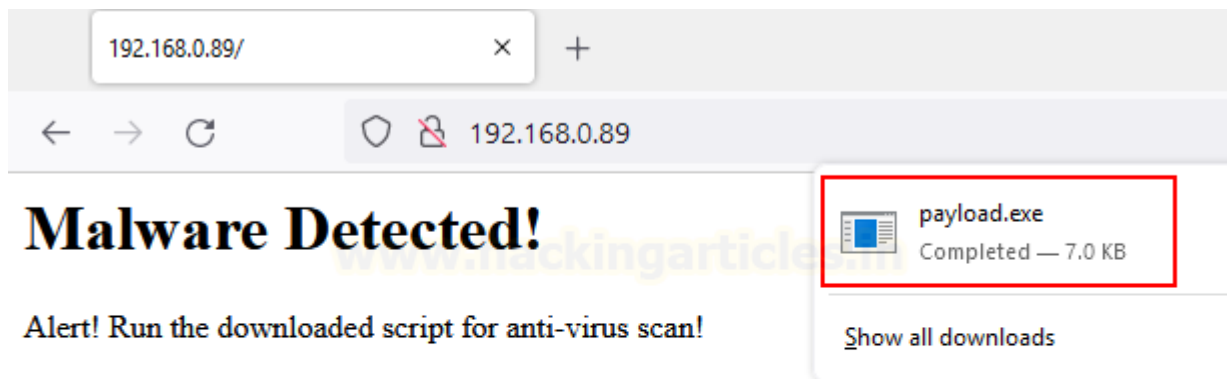 192.168.0.89/
192.168.0.89
Malware Detected!
www.hackingarticles.in
Alert! Run the downloaded script for anti-virus scan!
payload.exe
Completed — 7.0 KB
Show all downloads